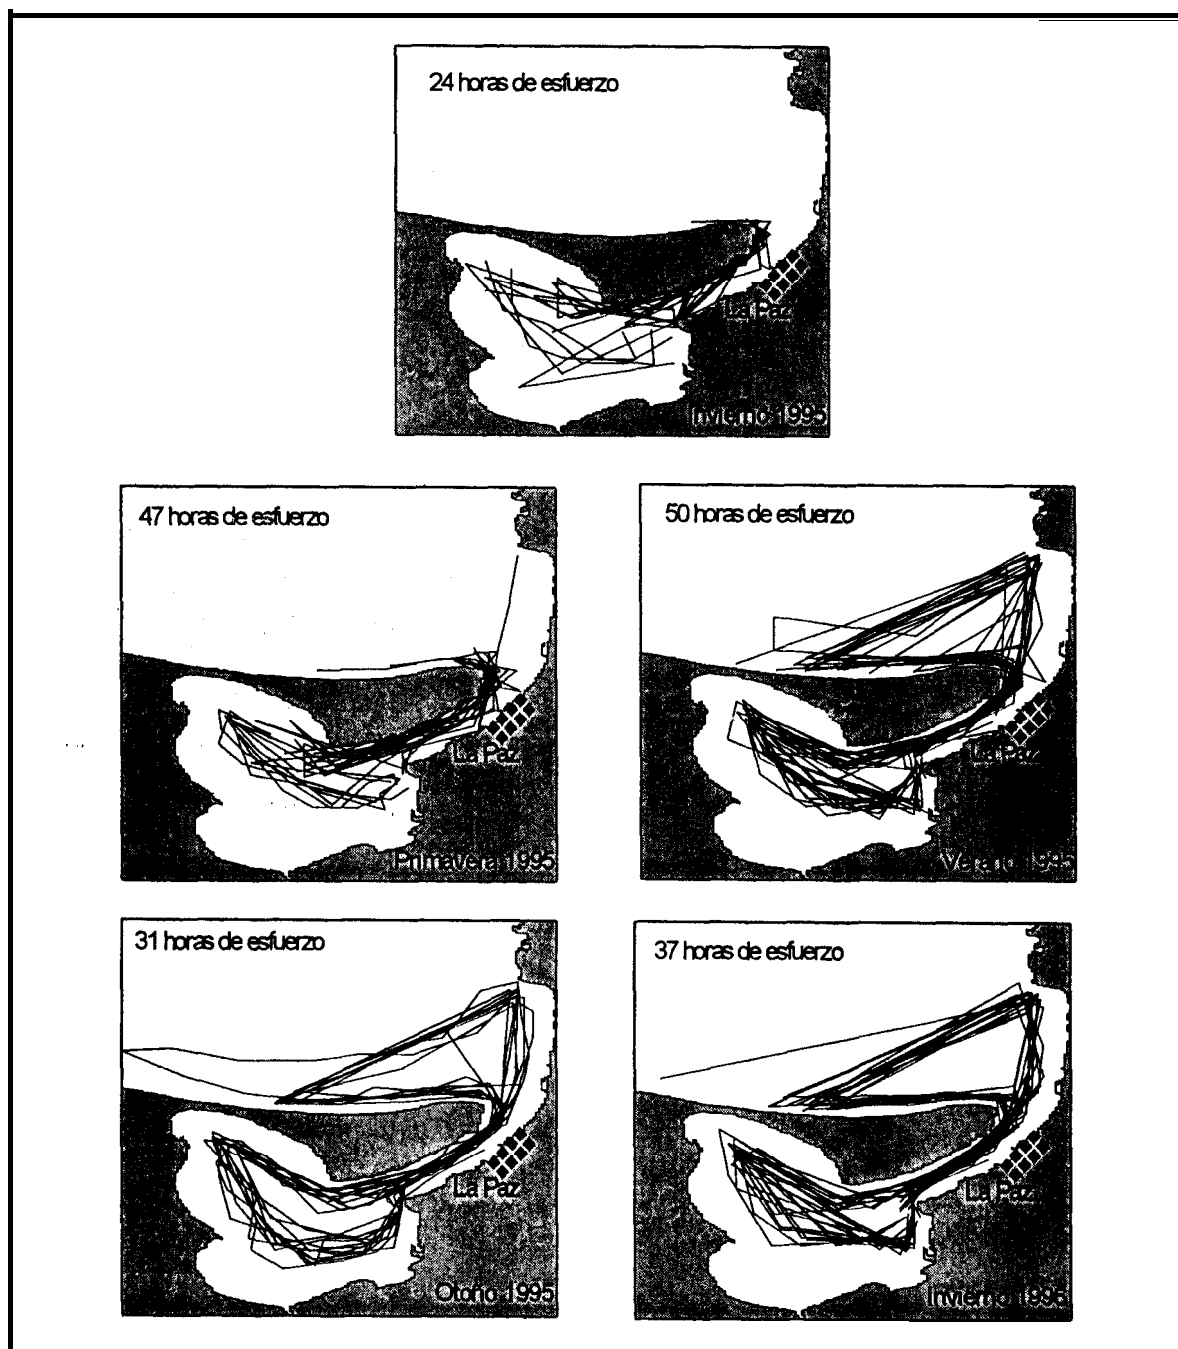 24 horas de esfuerzo
La Paz
Invierno 1995
47 horas de esfuerzo
La Paz
Primavera 1995
50 horas de esfuerzo
La Paz
Verano 1995
31 horas de esfuerzo
La Paz
Otoño 1995
37 horas de esfuerzo
La Paz
Invierno